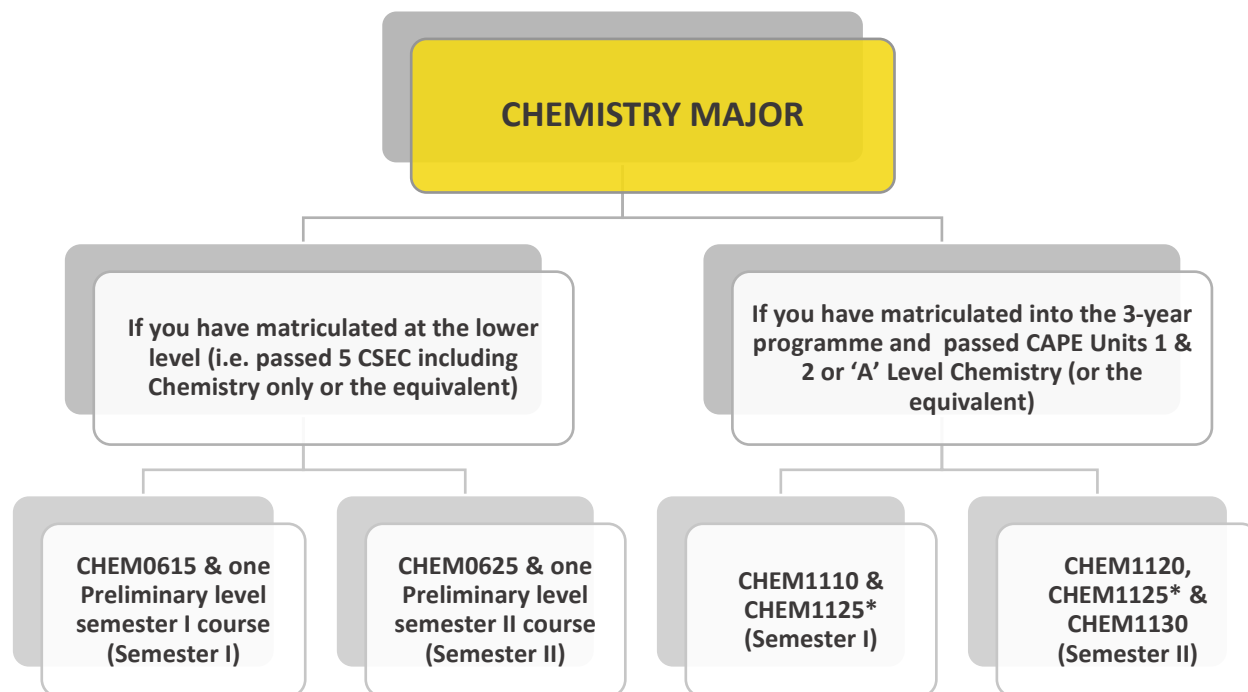 CHEMISTRY MAJOR
If you have matriculated at the lower
level (i.e. passed 5 CSEC including
Chemistry only or the equivalent)
If you have matriculated into the 3-year
programme and  passed CAPE Units 1 &
2 or ‘A’ Level Chemistry (or the
equivalent)
CHEM0615 & one
Preliminary level
semester I course
(Semester I)
CHEM0625 & one
Preliminary level
semester II course
(Semester II)
CHEM1110 &
CHEM1125*
(Semester I)
CHEM1120,
CHEM1125* &
CHEM1130
(Semester II)